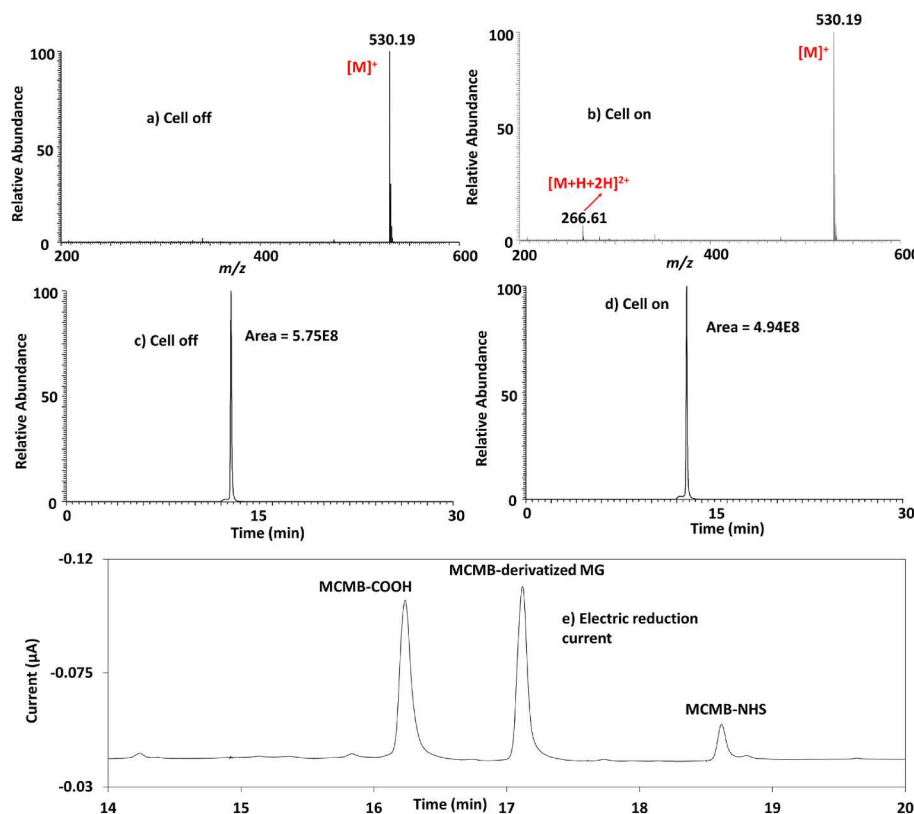 530.19
100
[M]⁺
a) Cell off
50
0
200
400
600
Relative Abundance
m/z
530.19
100
[M]⁺
b) Cell on
50
[M+H+2H]²⁺
266.61
0
200
400
600
Relative Abundance
m/z
100
c) Cell off
Area = 5.75E8
50
0
0
15
30
Relative Abundance
Time (min)
100
d) Cell on
Area = 4.94E8
50
0
0
15
30
Relative Abundance
Time (min)
-0.12
MCMB-derivatized MG
MCMB-COOH
e) Electric reduction
current
-0.075
MCMB-NHS
-0.03
Current (µA)
14
15
16
17
18
19
20
Time (min)